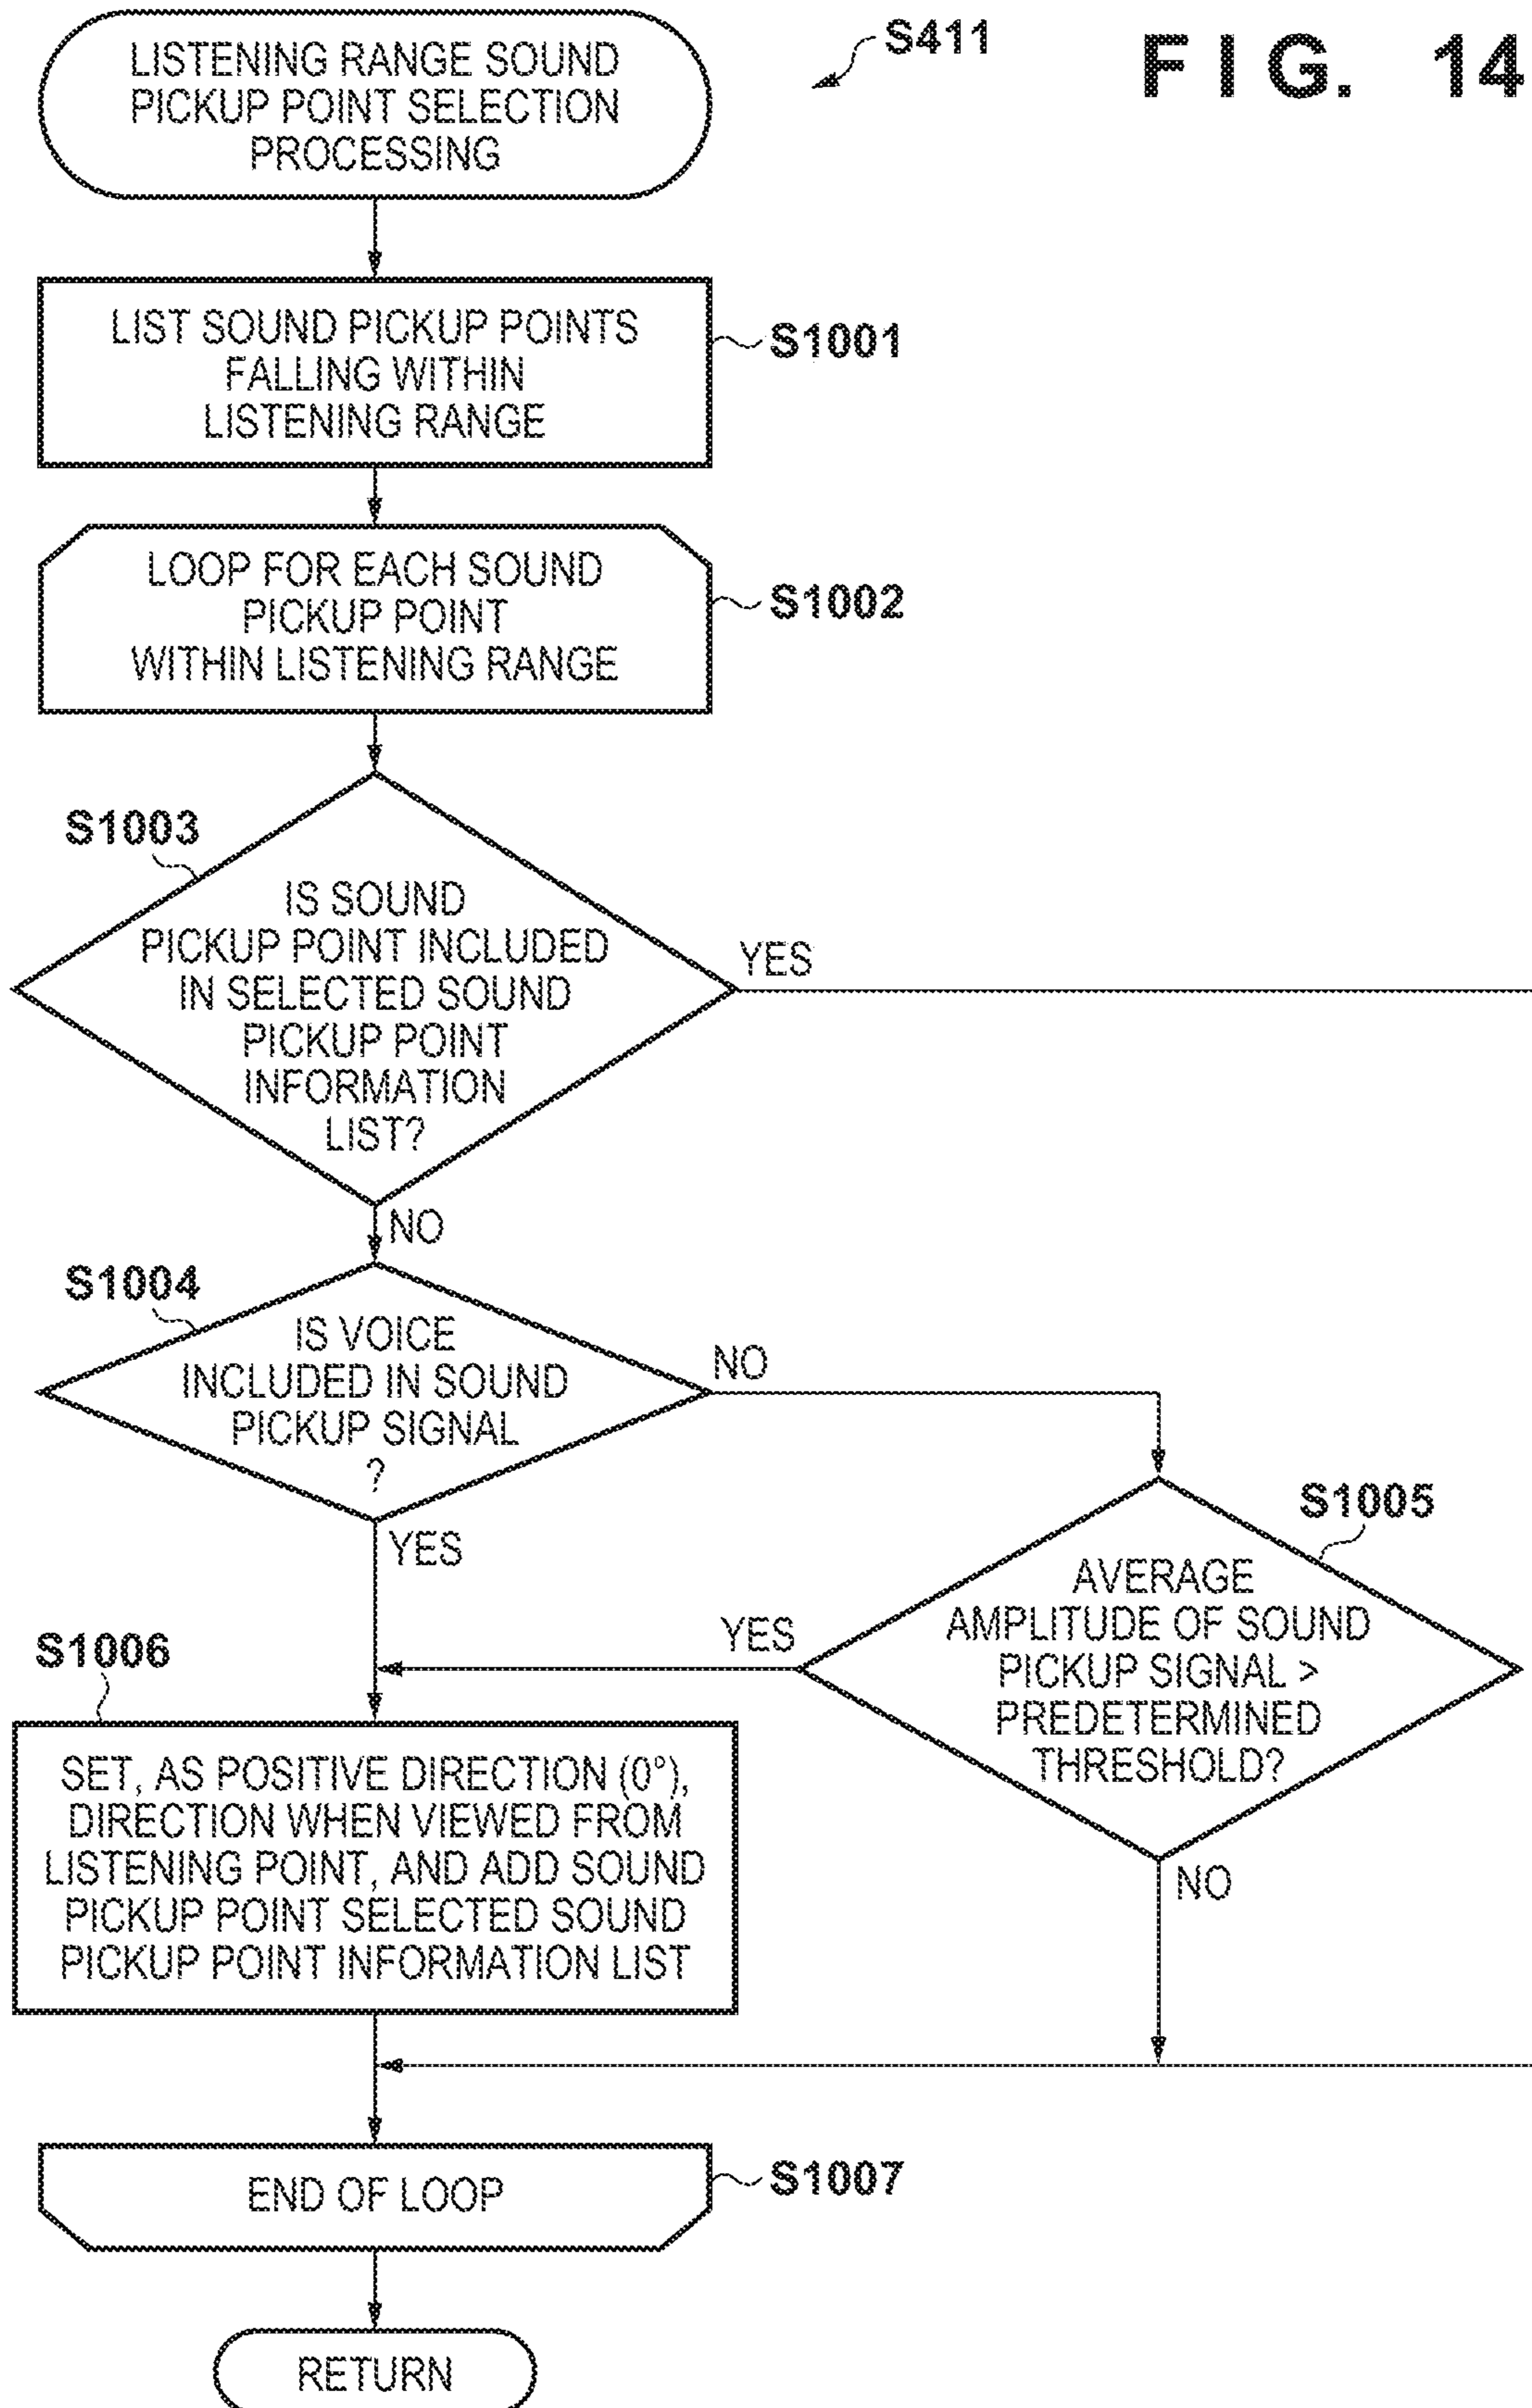 S411
FIG. 14
LISTENING RANGE SOUND
PICKUP POINT SELECTION
PROCESSING
LIST SOUND PICKUP POINTS
FALLING WITHIN
LISTENING RANGE
S1001
LOOP FOR EACH SOUND
PICKUP POINT
WITHIN LISTENING RANGE
S1002
S1003
IS SOUND
PICKUP POINT INCLUDED
IN SELECTED SOUND
PICKUP POINT
INFORMATION
LIST?
YES
NO
S1004
IS VOICE
INCLUDED IN SOUND
PICKUP SIGNAL
?
NO
YES
S1005
AVERAGE
AMPLITUDE OF SOUND
PICKUP SIGNAL >
PREDETERMINED
THRESHOLD?
YES
NO
S1006
SET, AS POSITIVE DIRECTION (0°),
DIRECTION WHEN VIEWED FROM
LISTENING POINT, AND ADD SOUND
PICKUP POINT SELECTED SOUND
PICKUP POINT INFORMATION LIST
END OF LOOP
S1007
RETURN